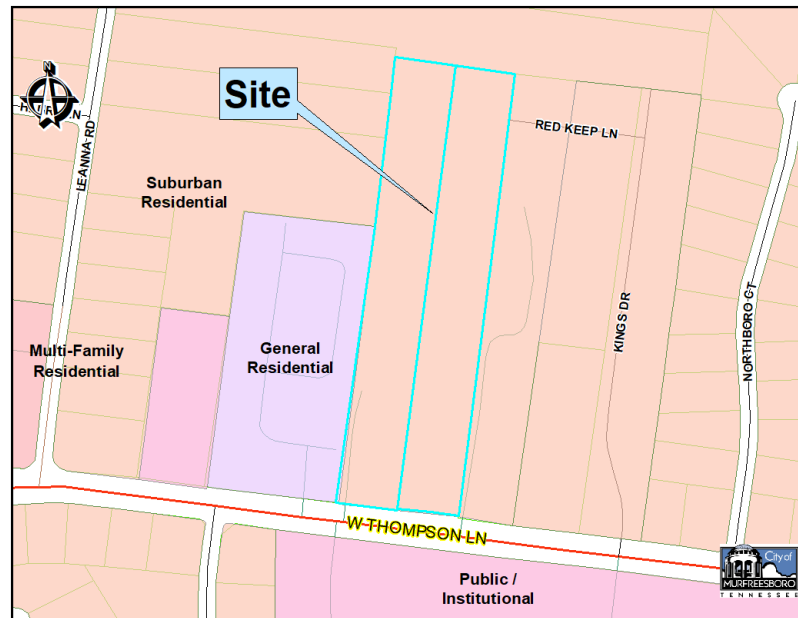 N
Site
LEANNA RD
RED KEEP LN
Suburban
Residential
KINGS DR
NORTHBORO CT
General
Residential
Multi-Family
Residential
W THOMPSON LN
Public /
Institutional
City of
MURFREESBORO
TENNESSEE